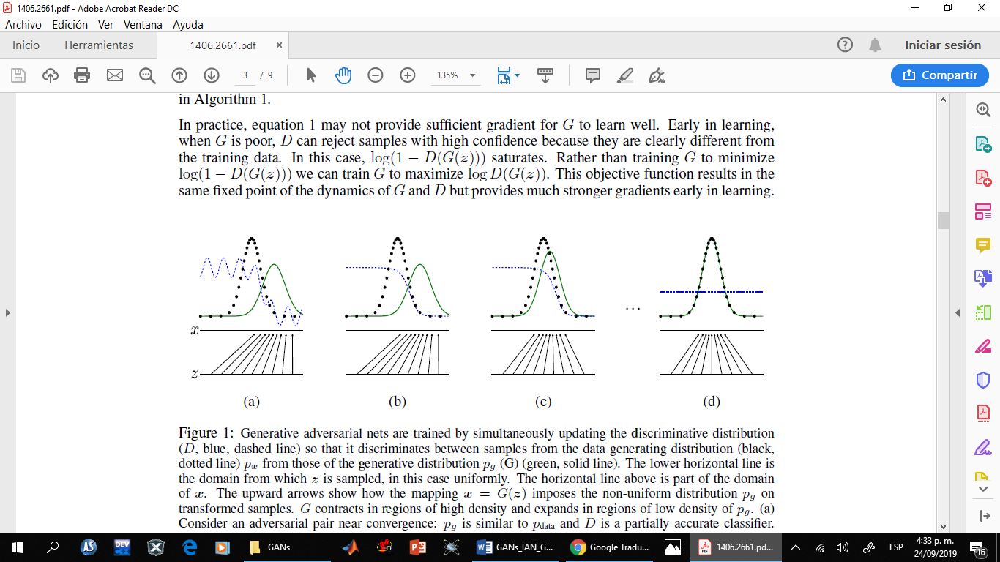 1406.2661.pdf - Adobe Acrobat Reader DC
Archivo Edición Ver Ventana Ayuda
Inicio Herramientas 1406.2661.pdf × Iniciar sesión
3 / 9 135% Compartir
in Algorithm 1.
In practice, equation 1 may not provide sufficient gradient for G to learn well. Early in learning,
when G is poor, D can reject samples with high confidence because they are clearly different from
the training data. In this case, log(1 − D(G(z))) saturates. Rather than training G to minimize
log(1 − D(G(z))) we can train G to maximize log D(G(z)). This objective function results in the
same fixed point of the dynamics of G and D but provides much stronger gradients early in learning.
...
x
z
(a) (b) (c) (d)
Figure 1: Generative adversarial nets are trained by simultaneously updating the discriminative distribution
(D, blue, dashed line) so that it discriminates between samples from the data generating distribution (black,
dotted line) px from those of the generative distribution pg (G) (green, solid line). The lower horizontal line is
the domain from which z is sampled, in this case uniformly. The horizontal line above is part of the domain
of x. The upward arrows show how the mapping x = G(z) imposes the non-uniform distribution pg on
transformed samples. G contracts in regions of high density and expands in regions of low density of pg. (a)
Consider an adversarial pair near convergence: pg is similar to pdata and D is a partially accurate classifier.
AS DEV GANs GANs_IAN_G... Google Tradu... 1406.2661.pd... ESP 4:33 p. m.
24/09/2019 16